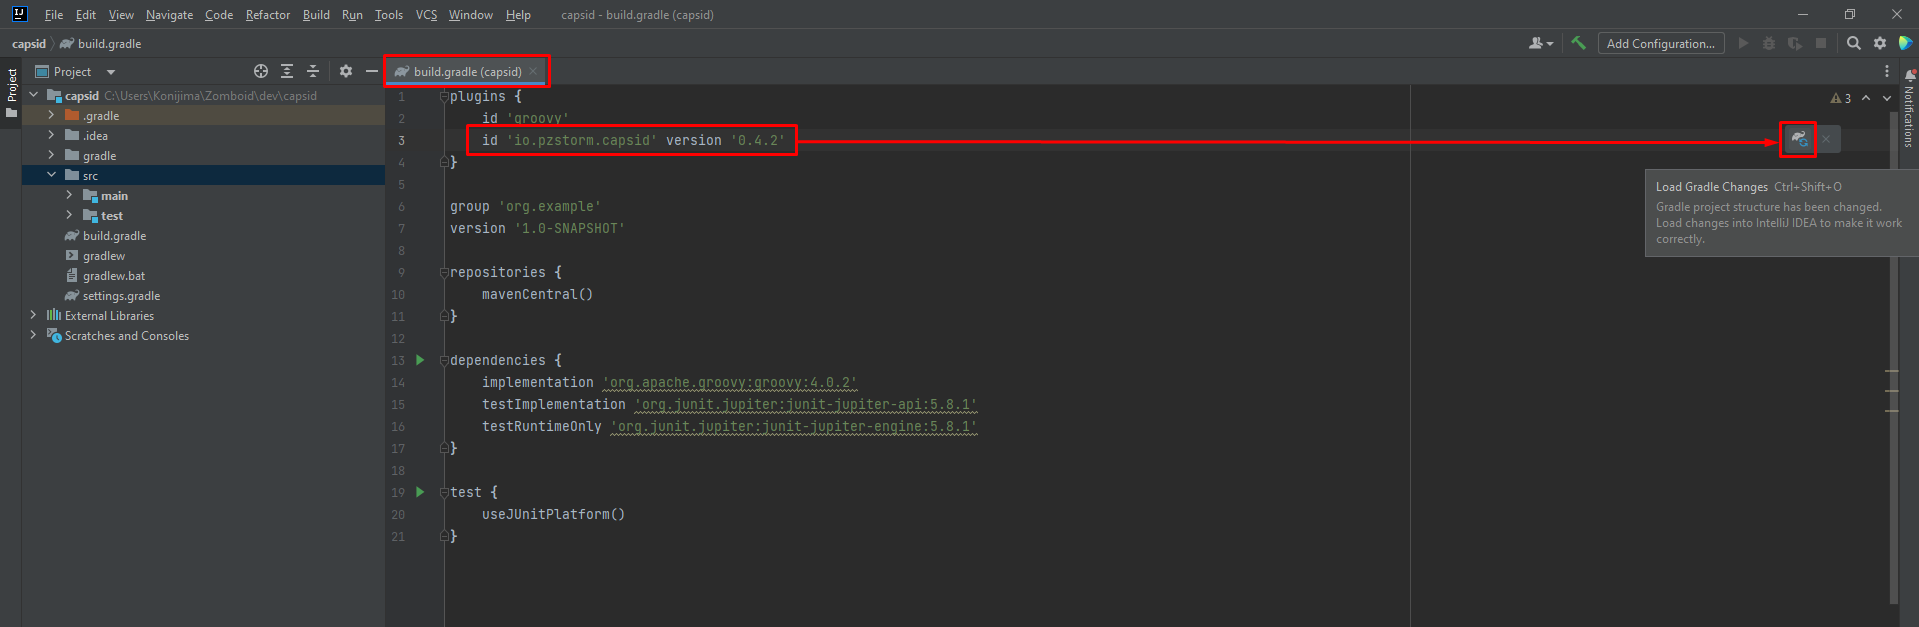 IJ File Edit View Navigate Code Refactor Build Run Tools VCS Window Help capsid - build.gradle (capsid)
capsid build.gradle Add Configuration...
Project
Project
build.gradle (capsid)
capsid C:\Users\Konijima\Zomboid\dev\capsid
.gradle
.idea
gradle
src
main
test
build.gradle
gradlew
gradlew.bat
settings.gradle
External Libraries
Scratches and Consoles
1 plugins {
2 id 'groovy'
3 id 'io.pzstorm.capsid' version '0.4.2'
4 }
5
6 group 'org.example'
7 version '1.0-SNAPSHOT'
8
9 repositories {
10 mavenCentral()
11 }
12
13 dependencies {
14 implementation 'org.apache.groovy:groovy:4.0.2'
15 testImplementation 'org.junit.jupiter:junit-jupiter-api:5.8.1'
16 testRuntimeOnly 'org.junit.jupiter:junit-jupiter-engine:5.8.1'
17 }
18
19 test {
20 useJUnitPlatform()
21 }
3
Load Gradle Changes Ctrl+Shift+O
Gradle project structure has been changed.
Load changes into IntelliJ IDEA to make it work
correctly.
Notifications